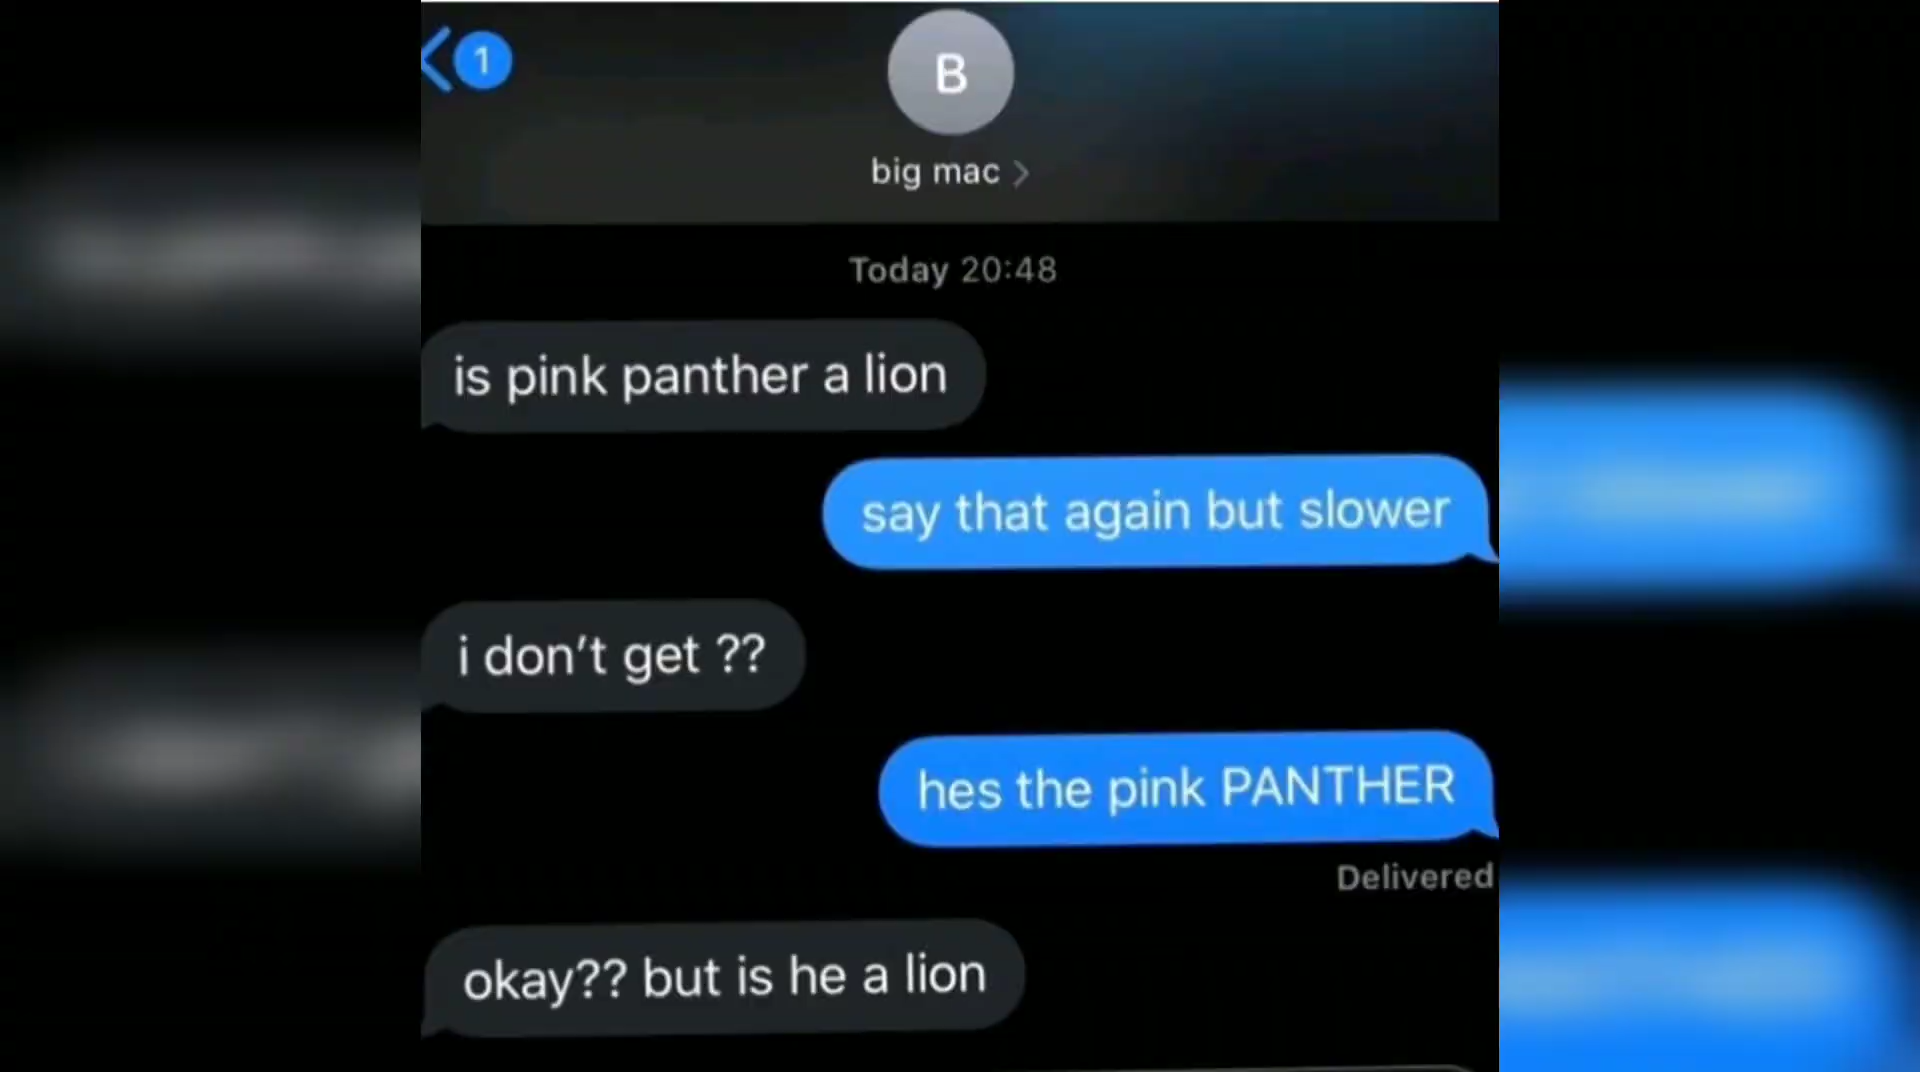 1
B
big mac
Today 20:48
is pink panther a lion
say that again but slower
i don’t get ??
hes the pink PANTHER
Delivered
okay?? but is he a lion